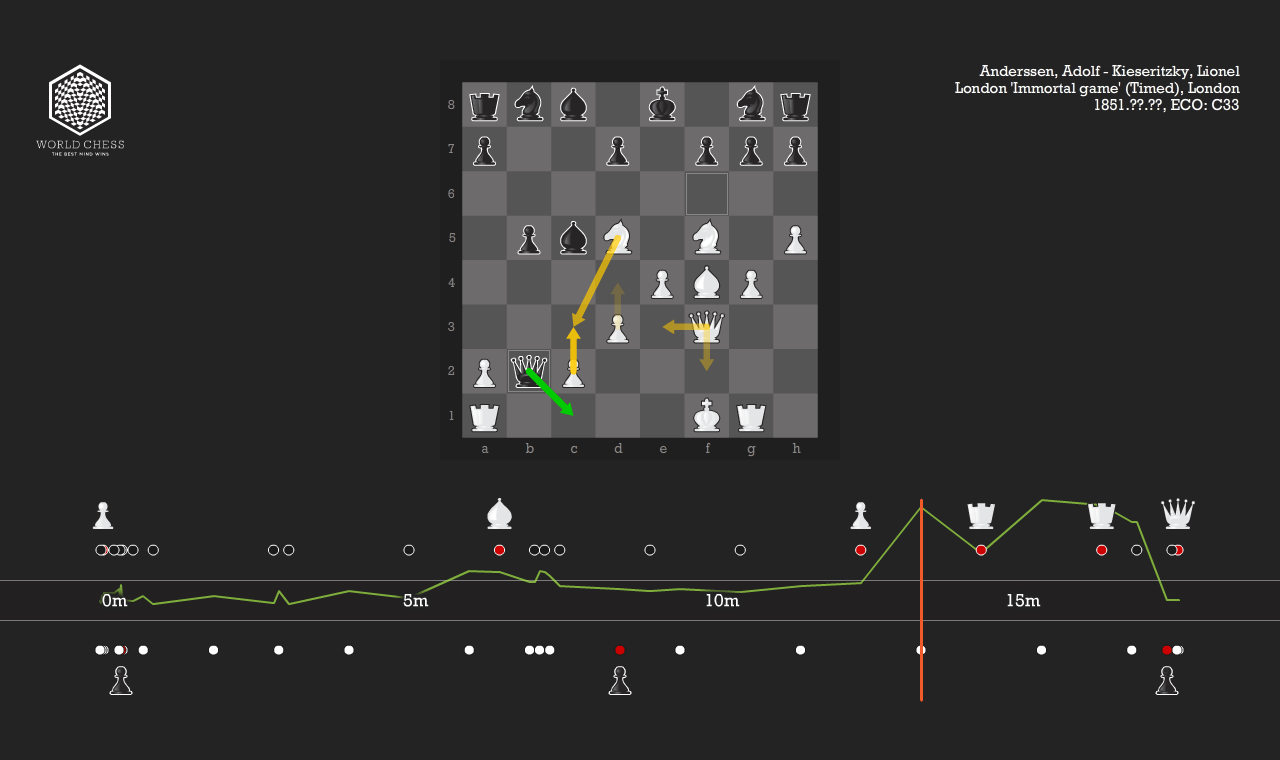 WORLD CHESS
THE BEST MIND WINS
Anderssen, Adolf - Kieseritzky, Lionel
London 'Immortal game' (Timed), London
1851.??.??, ECO: C33
8
7
6
5
4
3
2
1
a b c d e f g h
0m 5m 10m 15m